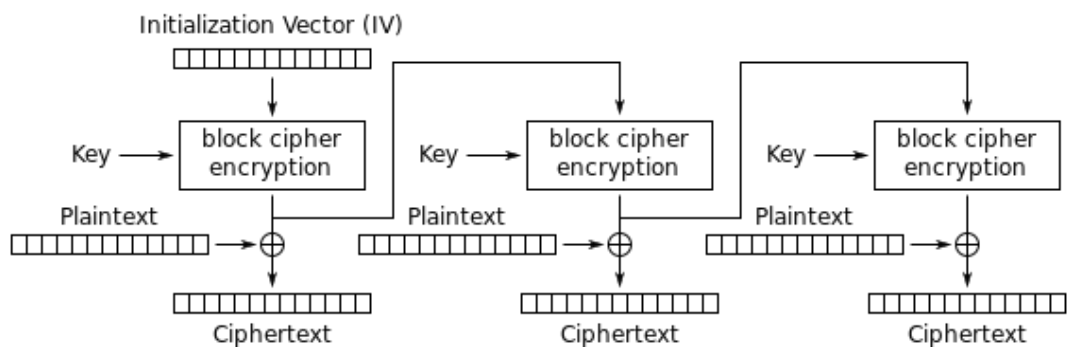 Initialization Vector (IV)
Key
block cipher
encryption
Key
block cipher
encryption
Key
block cipher
encryption
Plaintext
Plaintext
Plaintext
Ciphertext
Ciphertext
Ciphertext